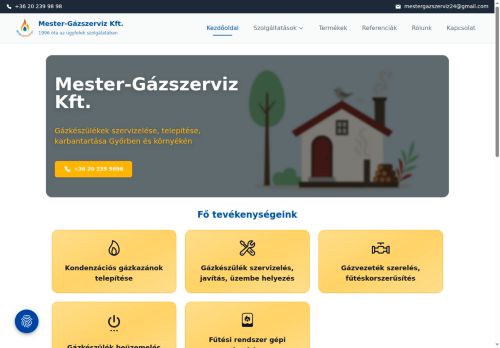 +36 20 239 98 98
mestergazszerviz24@gmail.com
Mester-Gázszerviz Kft.
1996 óta az ügyfelek szolgálatában
Kezdőoldal
Szolgáltatások
Termékek
Referenciák
Rólunk
Kapcsolat
Mester-Gázszerviz
Kft.
Gázkészülékek szervizelése, telepítése,
karbantartása Győrben és környékén
+36 20 239 9898
Fő tevékenységeink
Kondenzációs gázkazánok
telepítése
Gázkészülék szervizelés,
javítás, üzembe helyezés
Gázvezeték szerelés,
fűtéskorszerűsítés
Gázkészülék beüzemelés
Fűtési rendszer gépi